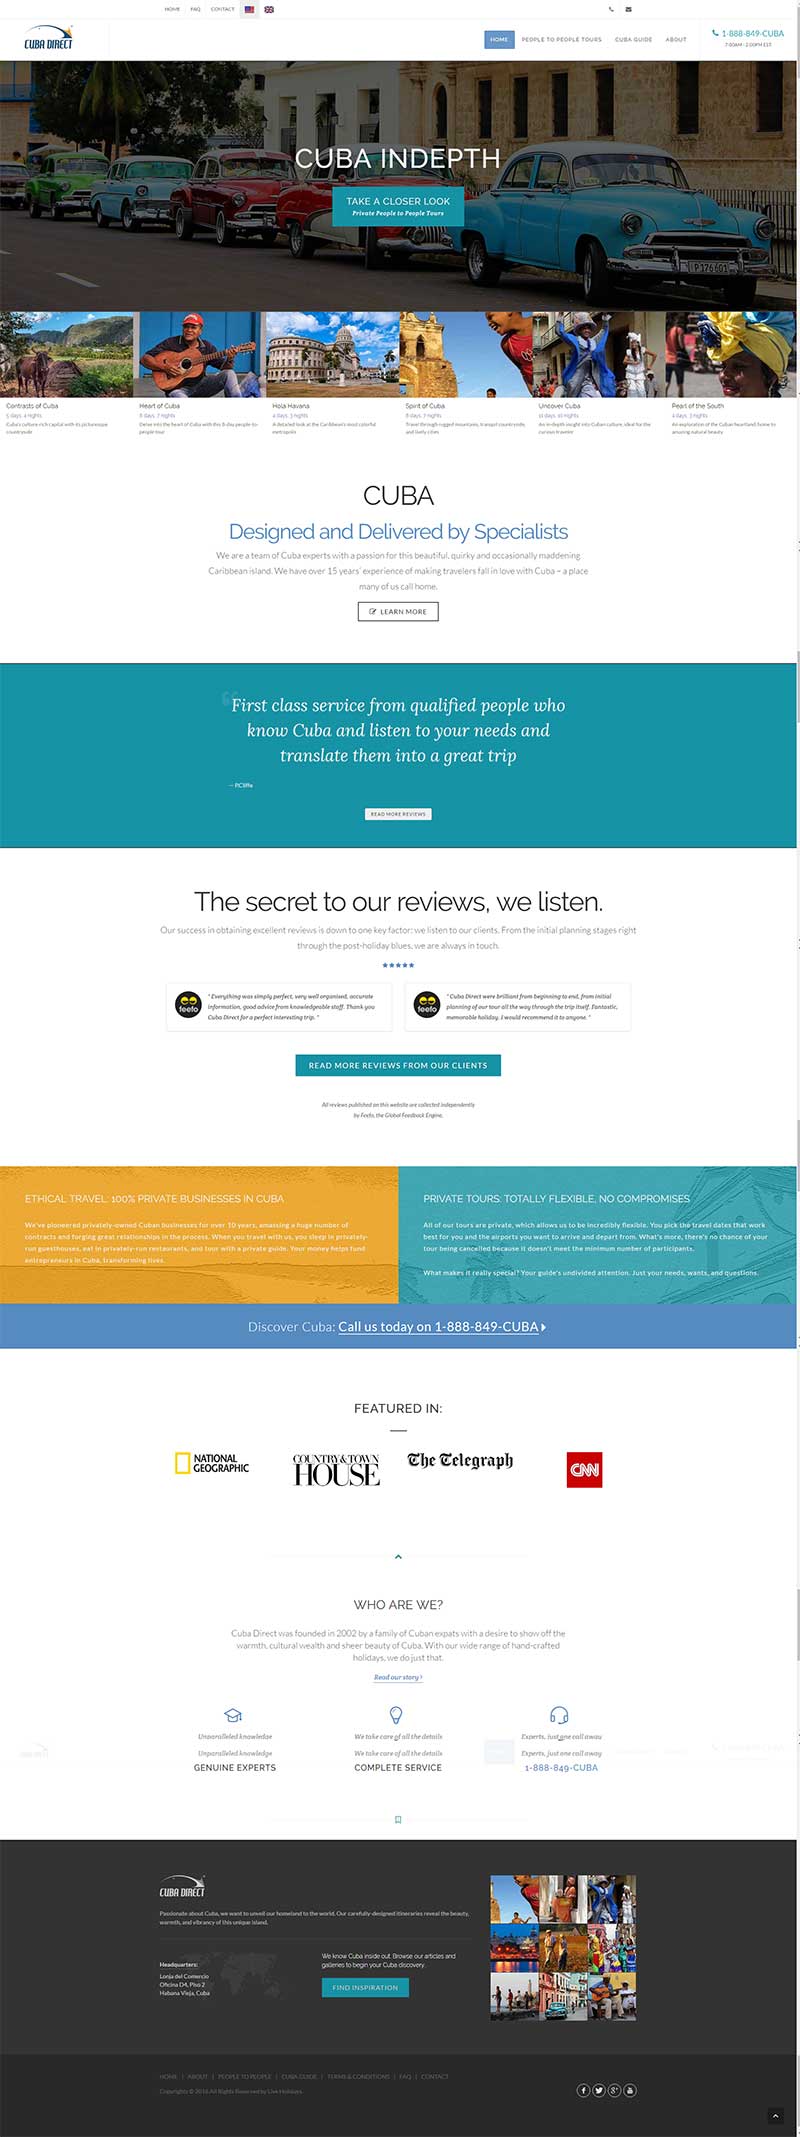 HOME FAQ CONTACT
CUBA DIRECT
HOME PEOPLE TO PEOPLE TOURS CUBA GUIDE ABOUT
1-888-849-CUBA
7:00AM - 2:00PM EST
CUBA INDEPTH
TAKE A CLOSER LOOK
Private People to People Tours
P 176 601
Contrasts of Cuba
5 days, 4 nights
Cuba's culture-rich capital with its picturesque
countryside
Heart of Cuba
8 days, 7 nights
Delve into the heart of Cuba with this 8-day people-to-
people tour
Hola Havana
4 days, 3 nights
A detailed look at the Caribbean's most colorful
metropolis
Spirit of Cuba
8 days, 7 nights
Travel through rugged mountains, tranquil countryside,
and lively cities
Uncover Cuba
11 days, 10 nights
An in-depth insight into Cuban culture, ideal for the
curious traveler
Pearl of the South
4 days, 3 nights
An exploration of the Cuban heartland: home to
amazing natural beauty
CUBA
Designed and Delivered by Specialists
We are a team of Cuba experts with a passion for this beautiful, quirky and occasionally maddening
Caribbean island. We have over 15 years' experience of making travelers fall in love with Cuba – a place
many of us call home.
LEARN MORE
“First class service from qualified people who
know Cuba and listen to your needs and
translate them into a great trip
— P.Cliffe
READ MORE REVIEWS
The secret to our reviews, we listen.
Our success in obtaining excellent reviews is down to one key factor: we listen to our clients. From the initial planning stages right
through the post-holiday blues, we are always in touch.
feefo
" Everything was simply perfect, very well organised, accurate
information, good advice from knowledgeable staff. Thank you
Cuba Direct for a perfect interesting trip. "
feefo
" Cuba Direct were brilliant from beginning to end, from initial
planning of our tour all the way through the trip itself. Fantastic,
memorable holiday. I would recommend it to anyone. "
READ MORE REVIEWS FROM OUR CLIENTS
All reviews published on this website are collected independently
by Feefo, the Global Feedback Engine.
ETHICAL TRAVEL: 100% PRIVATE BUSINESSES IN CUBA
We've pioneered privately-owned Cuban businesses for over 10 years, amassing a huge number of
contracts and forging great relationships in the process. When you travel with us, you sleep in privately-
run guesthouses, eat in privately-run restaurants, and tour with a private guide. Your money helps fund
entrepreneurs in Cuba, transforming lives.
PRIVATE TOURS: TOTALLY FLEXIBLE, NO COMPROMISES
All of our tours are private, which allows us to be incredibly flexible. You pick the travel dates that work
best for you and the airports you want to arrive and depart from. What's more, there's no chance of your
tour being cancelled because it doesn't meet the minimum number of participants.
What makes it really special? Your guide's undivided attention. Just your needs, wants, and questions.
Discover Cuba: Call us today on 1-888-849-CUBA
FEATURED IN:
NATIONAL
GEOGRAPHIC
COUNTRY & TOWN
HOUSE
The Telegraph
CNN
WHO ARE WE?
Cuba Direct was founded in 2002 by a family of Cuban expats with a desire to show off the
warmth, cultural wealth and sheer beauty of Cuba. With our wide range of hand-crafted
holidays, we do just that.
Read our story
Unparalleled knowledge
We take care of all the details
Experts, just one call away
Unparalleled knowledge
We take care of all the details
Experts, just one call away
GENUINE EXPERTS
COMPLETE SERVICE
1-888-849-CUBA
CUBA DIRECT
Passionate about Cuba, we want to unveil our homeland to the world. Our carefully-designed itineraries reveal the beauty,
warmth, and vibrancy of this unique island.
Headquarters:
Lonja del Comercio
Oficina D4, Piso 2
Habana Vieja, Cuba
We know Cuba inside out. Browse our articles and
galleries to begin your Cuba discovery.
FIND INSPIRATION
HOME | ABOUT | PEOPLE TO PEOPLE | CUBA GUIDE | TERMS & CONDITIONS | FAQ | CONTACT
Copyrights © 2016 All Rights Reserved by Live Holidays.